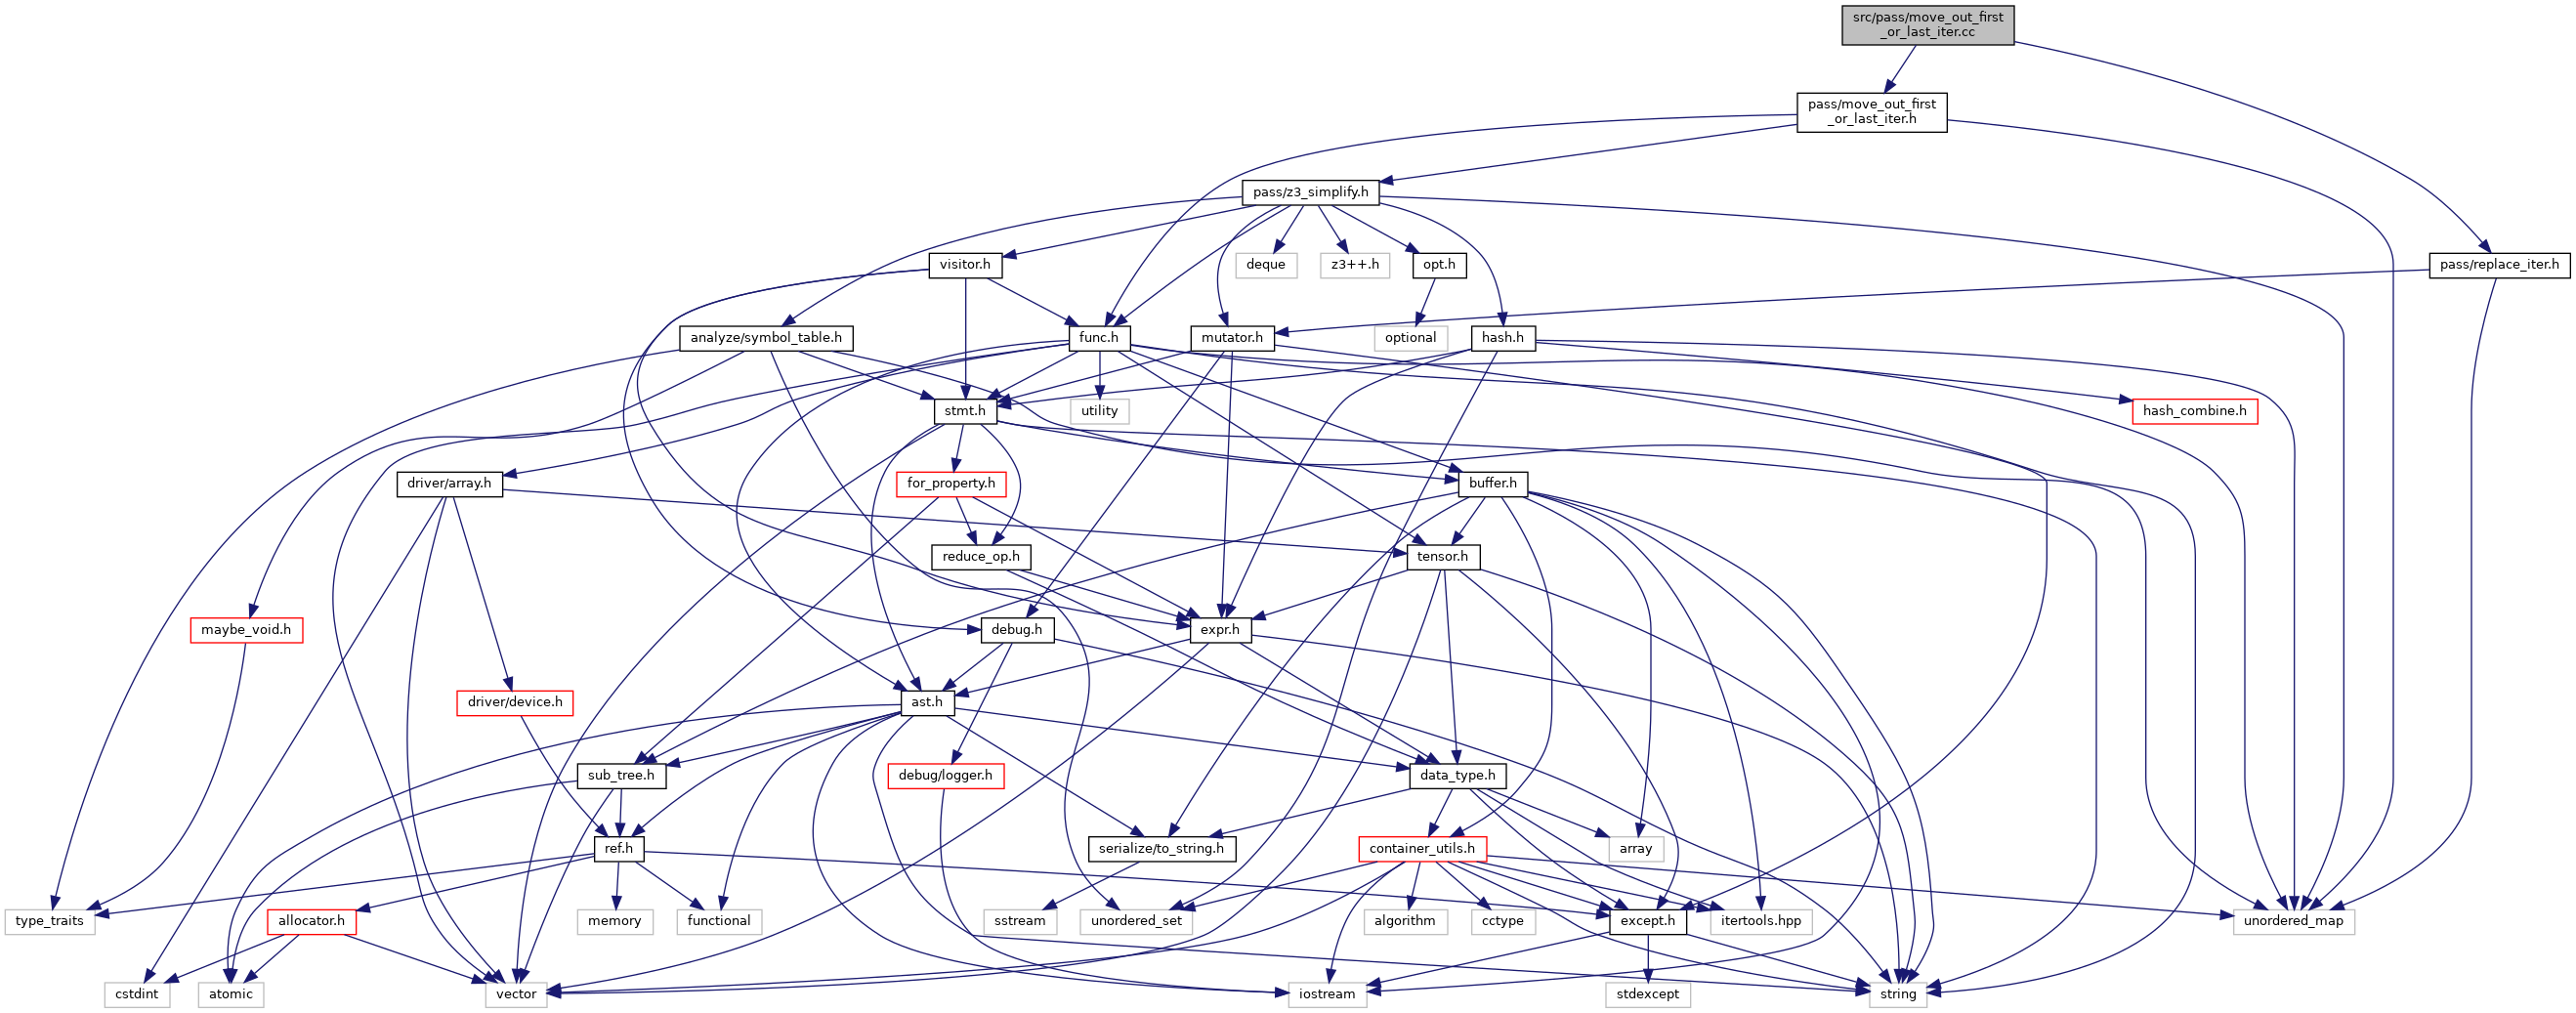 src/pass/move_out_first
_or_last_iter.cc
pass/move_out_first
_or_last_iter.h
pass/z3_simplify.h
visitor.h
deque
z3++.h
opt.h
pass/replace_iter.h
analyze/symbol_table.h
func.h
mutator.h
optional
hash.h
stmt.h
utility
hash_combine.h
driver/array.h
for_property.h
buffer.h
reduce_op.h
tensor.h
maybe_void.h
debug.h
expr.h
driver/device.h
ast.h
sub_tree.h
debug/logger.h
data_type.h
ref.h
serialize/to_string.h
container_utils.h
array
type_traits
allocator.h
memory
functional
sstream
unordered_set
algorithm
cctype
except.h
itertools.hpp
unordered_map
cstdint
atomic
vector
iostream
stdexcept
string